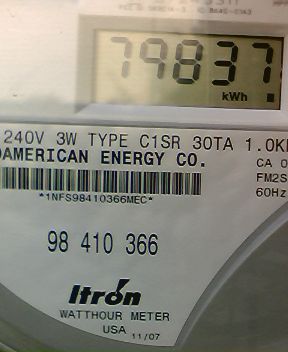 79837
kWh
240V 3W TYPE C1SR 30TA 1.0K
OAMERICAN ENERGY CO.
CA 0
FM2S
60Hz
*1NFS98410366MEC*
98 410 366
Itron
WATTHOUR METER
USA 11/07